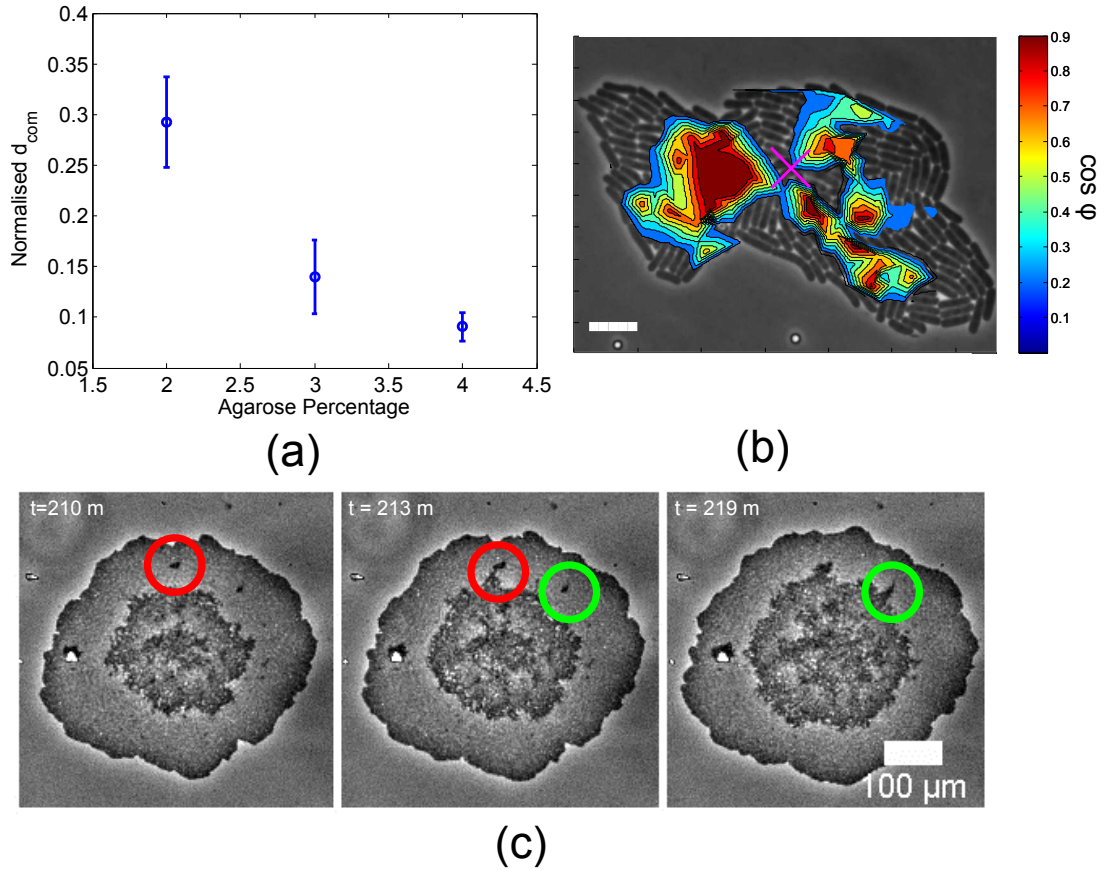 0.4
0.35
0.3
0.25
0.2
0.15
0.1
0.05
1.5
2
2.5
3
3.5
4
4.5
Normalised d_com
Agarose Percentage
(a)
0.9
0.8
0.7
0.6
0.5
0.4
0.3
0.2
0.1
cos φ
(b)
t=210 m
t = 213 m
t = 219 m
100 μm
(c)